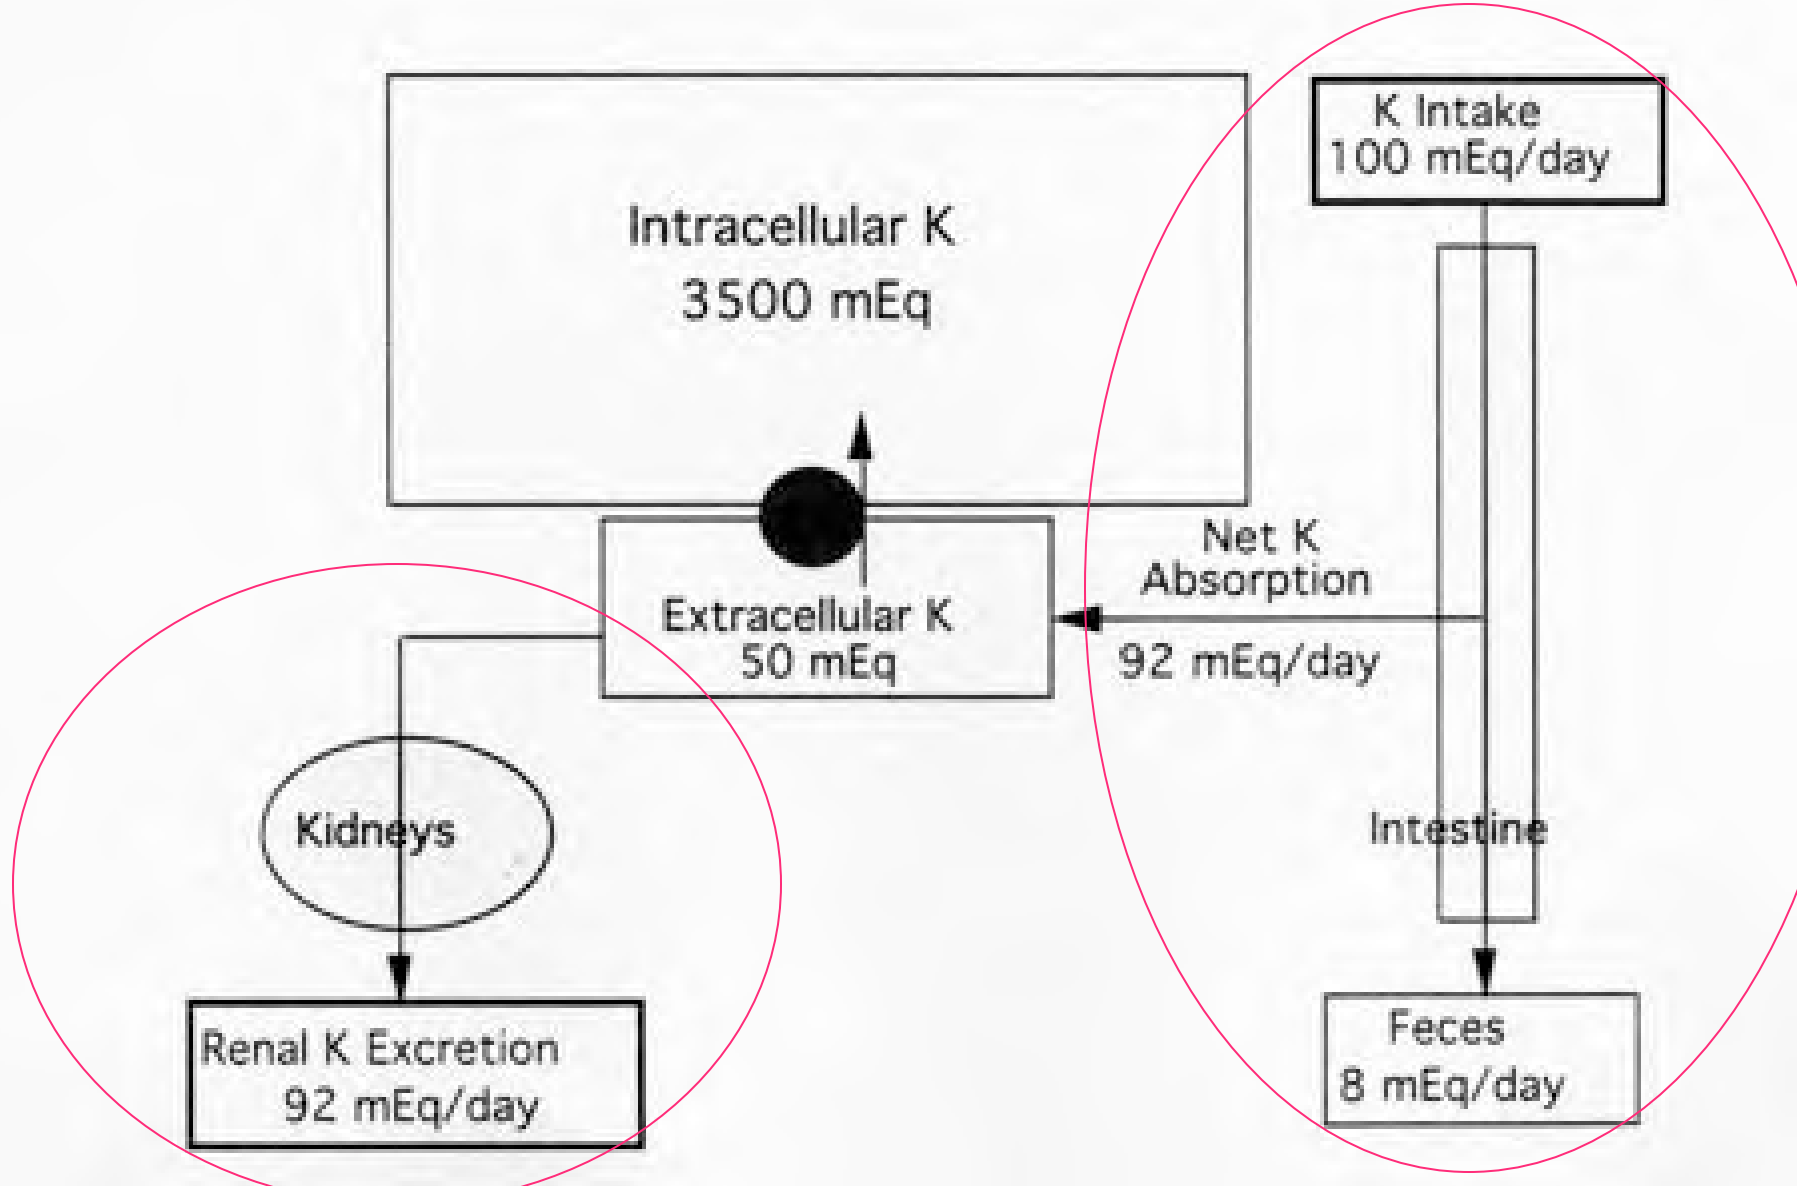 K Intake
100 mEq/day
Intracellular K
3500 mEq
Net K
Absorption
92 mEq/day
Extracellular K
50 mEq
Kidneys
Intestine
Renal K Excretion
92 mEq/day
Feces
8 mEq/day